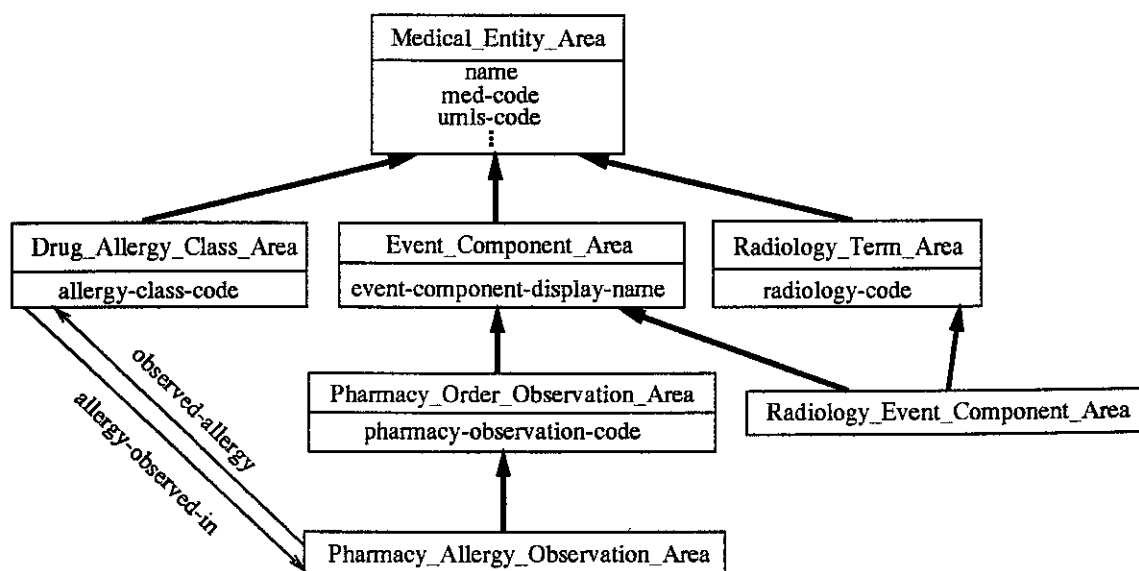 Medical_Entity_Area
name
med-code
umls-code
Drug_Allergy_Class_Area
allergy-class-code
Event_Component_Area
event-component-display-name
Radiology_Term_Area
radiology-code
observed-allergy
allergy-observed-in
Pharmacy_Order_Observation_Area
pharmacy-observation-code
Radiology_Event_Component_Area
Pharmacy_Allergy_Observation_Area